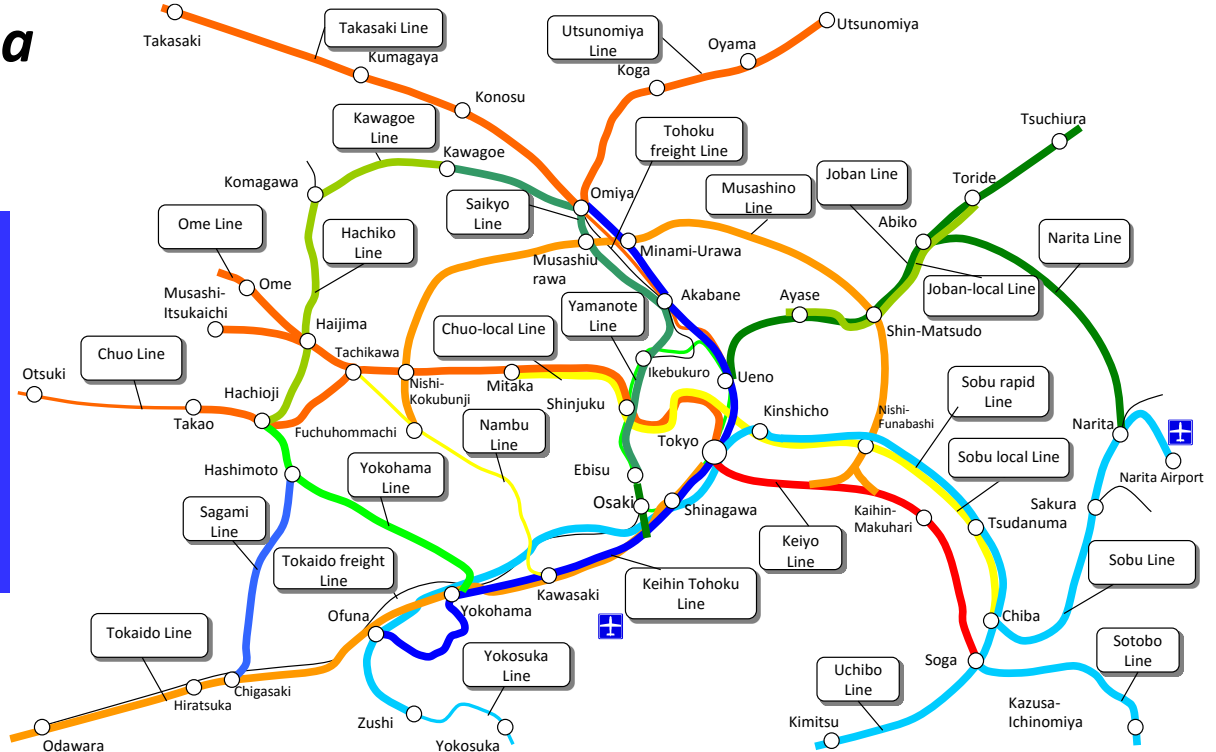 a
Takasaki
Takasaki Line
Kumagaya
Konosu
Utsunomiya
Line
Koga
Oyama
Utsunomiya
Kawagoe
Line
Kawagoe
Tohoku
freight Line
Tsuchiura
Komagawa
Omiya
Musashino
Line
Joban Line
Toride
Abiko
Saikyo
Line
Ome Line
Hachiko
Line
Musashiu
rawa
Minami-Urawa
Narita Line
Ome
Musashi-
Itsukaichi
Yamanote
Line
Akabane
Ayase
Joban-local Line
Shin-Matsudo
Haijima
Chuo-local Line
Chuo Line
Tachikawa
Otsuki
Ikebukuro
Ueno
Sobu rapid
Line
Hachioji
Nishi-
Kokubunji
Mitaka
Shinjuku
Kinshicho
Nishi-
Funabashi
Takao
Fuchuhommachi
Nambu
Line
Tokyo
Narita
Sobu local Line
Hashimoto
Yokohama
Line
Ebisu
Narita Airport
Sagami
Line
Osaki
Shinagawa
Kaihin-
Makuhari
Tsudanuma
Sakura
Keiyo
Line
Tokaido freight
Line
Kawasaki
Keihin Tohoku
Line
Sobu Line
Ofuna
Yokohama
Chiba
Tokaido Line
Yokosuka
Line
Soga
Sotobo
Line
Uchibo
Line
Chigasaki
Hiratsuka
Zushi
Kazusa-
Ichinomiya
Kimitsu
Odawara
Yokosuka